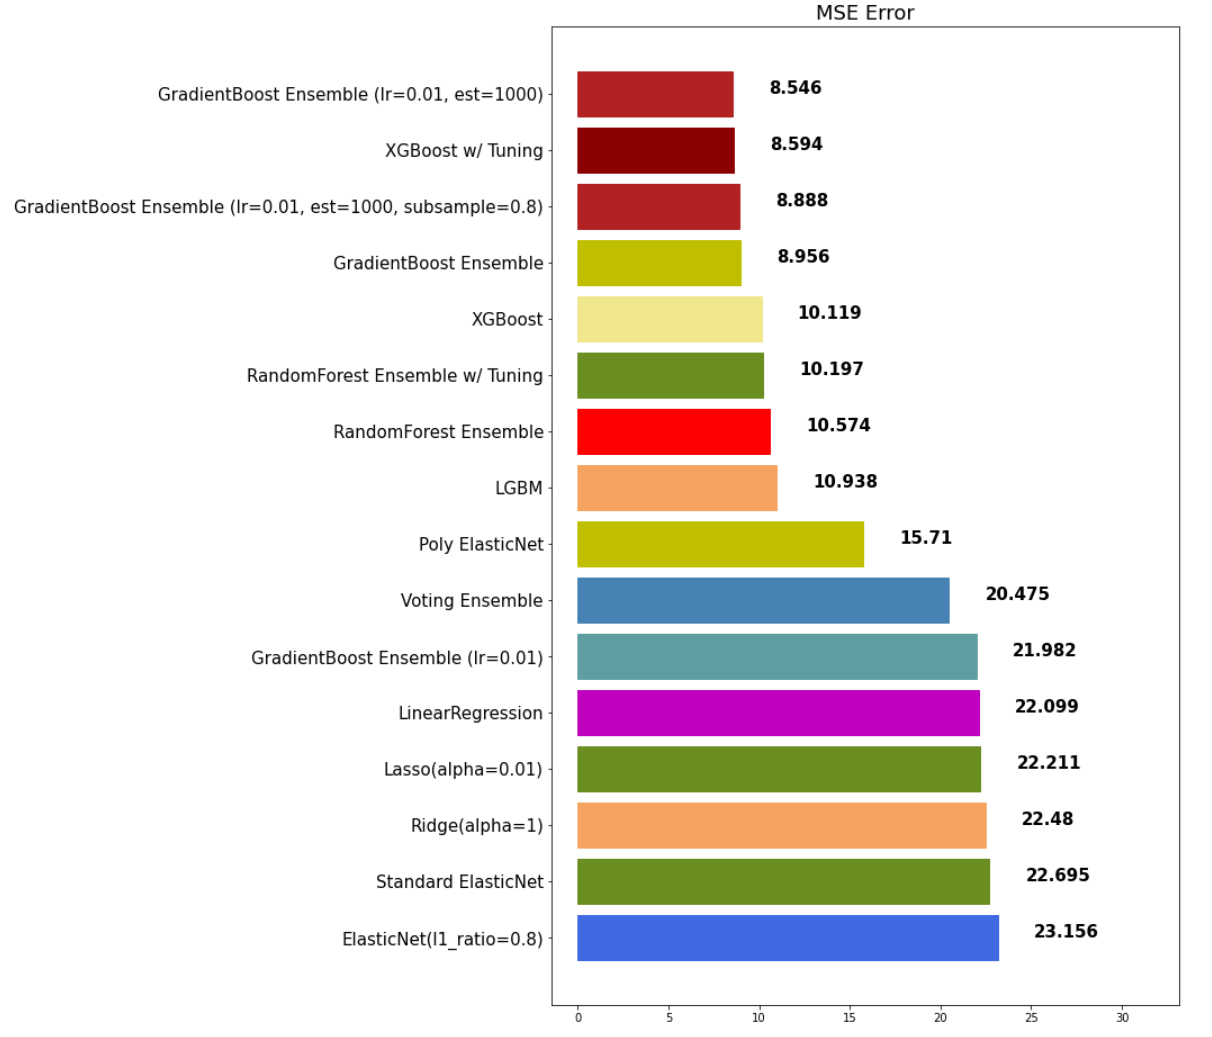 MSE Error
GradientBoost Ensemble (lr=0.01, est=1000) 8.546
XGBoost w/ Tuning 8.594
GradientBoost Ensemble (lr=0.01, est=1000, subsample=0.8) 8.888
GradientBoost Ensemble 8.956
XGBoost 10.119
RandomForest Ensemble w/ Tuning 10.197
RandomForest Ensemble 10.574
LGBM 10.938
Poly ElasticNet 15.71
Voting Ensemble 20.475
GradientBoost Ensemble (lr=0.01) 21.982
LinearRegression 22.099
Lasso(alpha=0.01) 22.211
Ridge(alpha=1) 22.48
Standard ElasticNet 22.695
ElasticNet(l1_ratio=0.8) 23.156
0 5 10 15 20 25 30